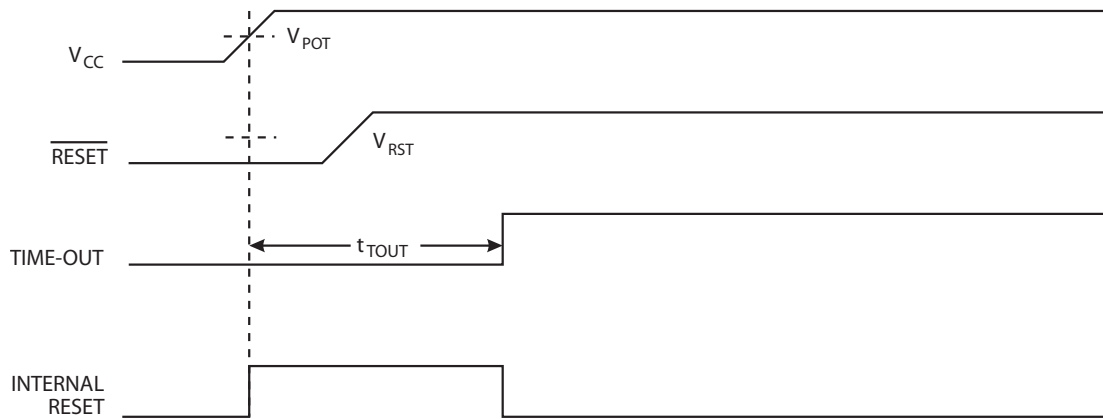 V_CC
V_POT
RESET
V_RST
TIME-OUT
t_TOUT
INTERNAL
RESET